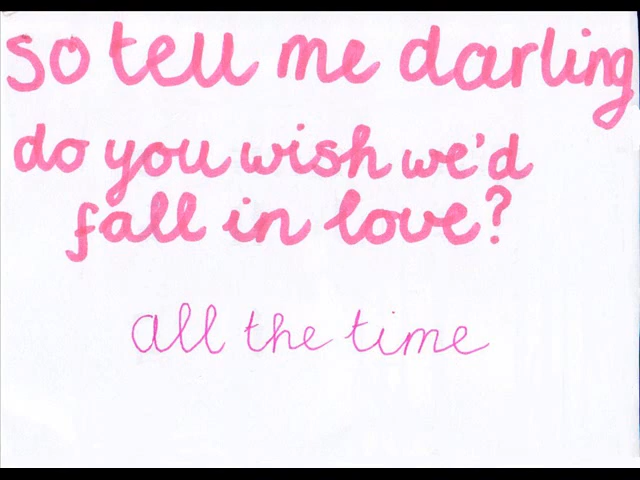 so tell me darling
do you wish we'd
fall in love?
all the time